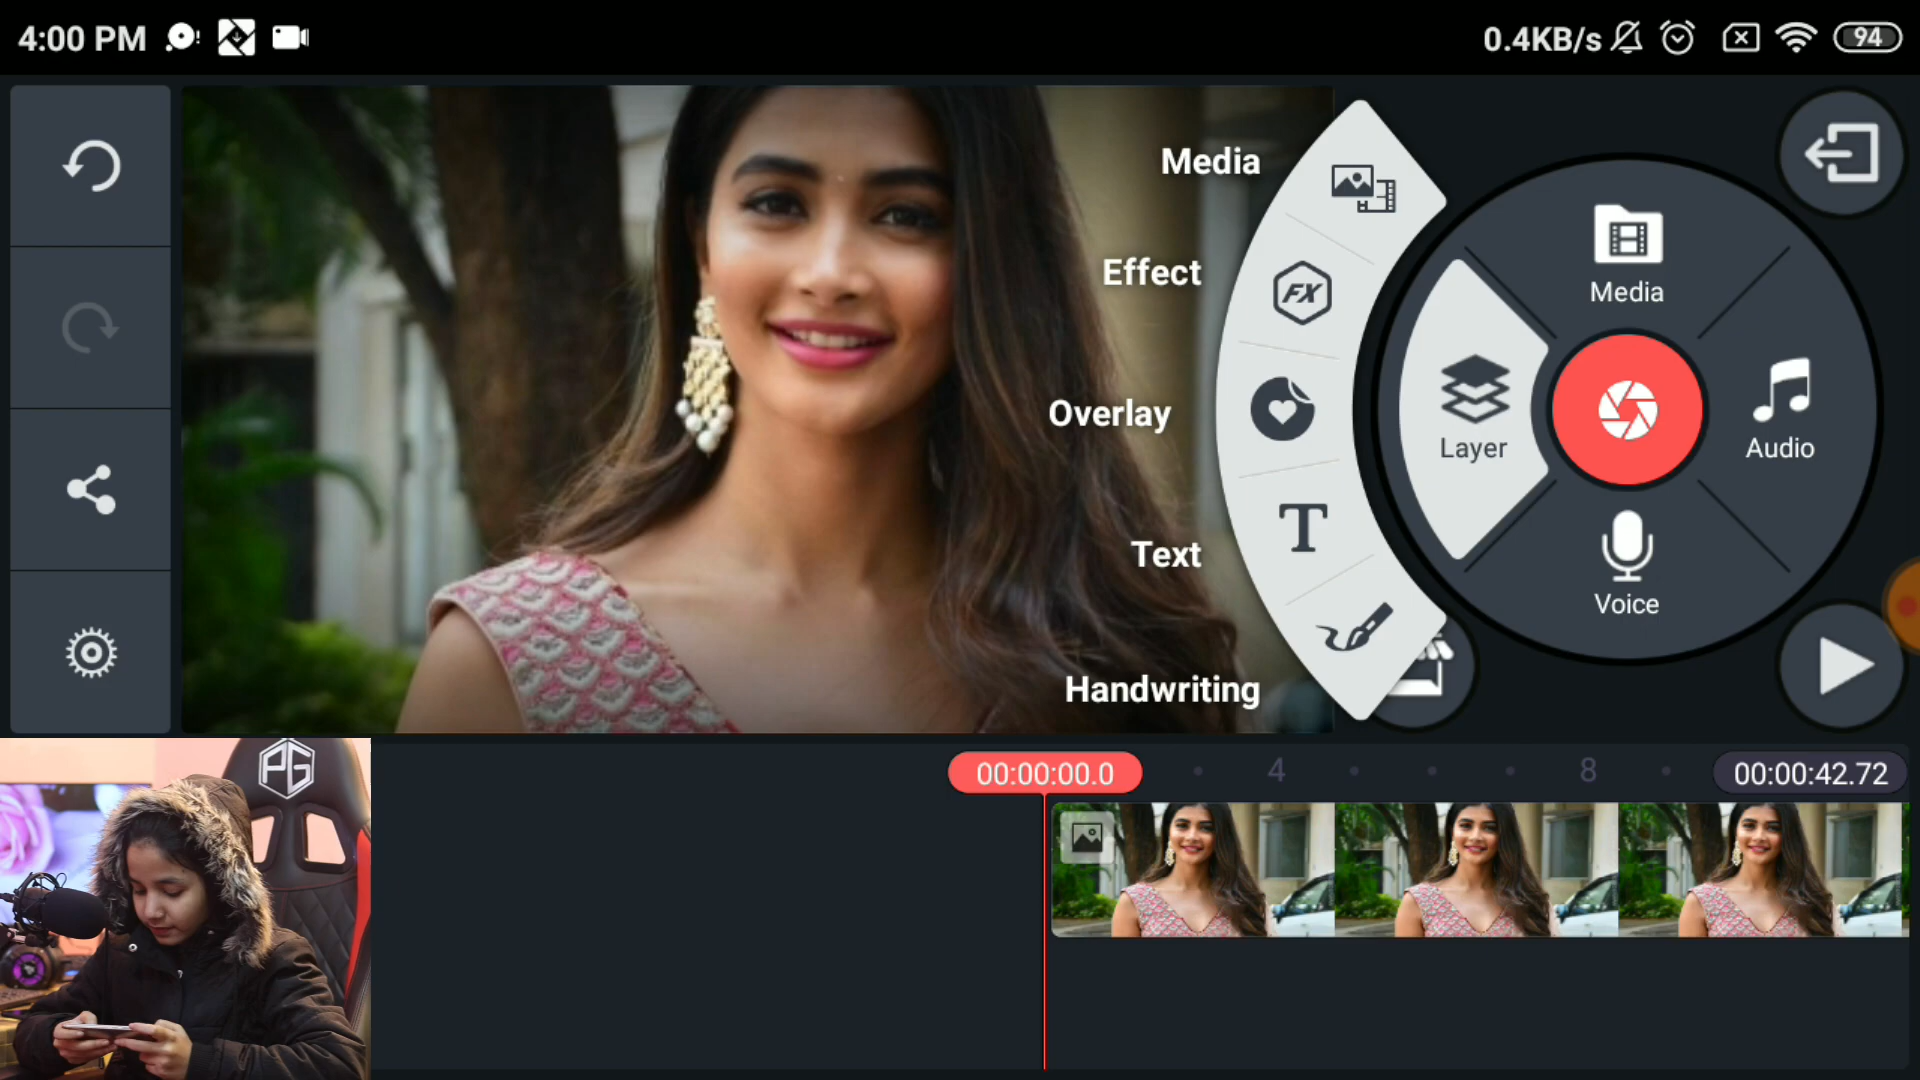 4:00 PM
0.4KB/s
94
Media
Effect
Overlay
Text
Handwriting
FX
T
Media
Layer
Audio
Voice
PG
00:00:00.0
4
8
00:00:42.72